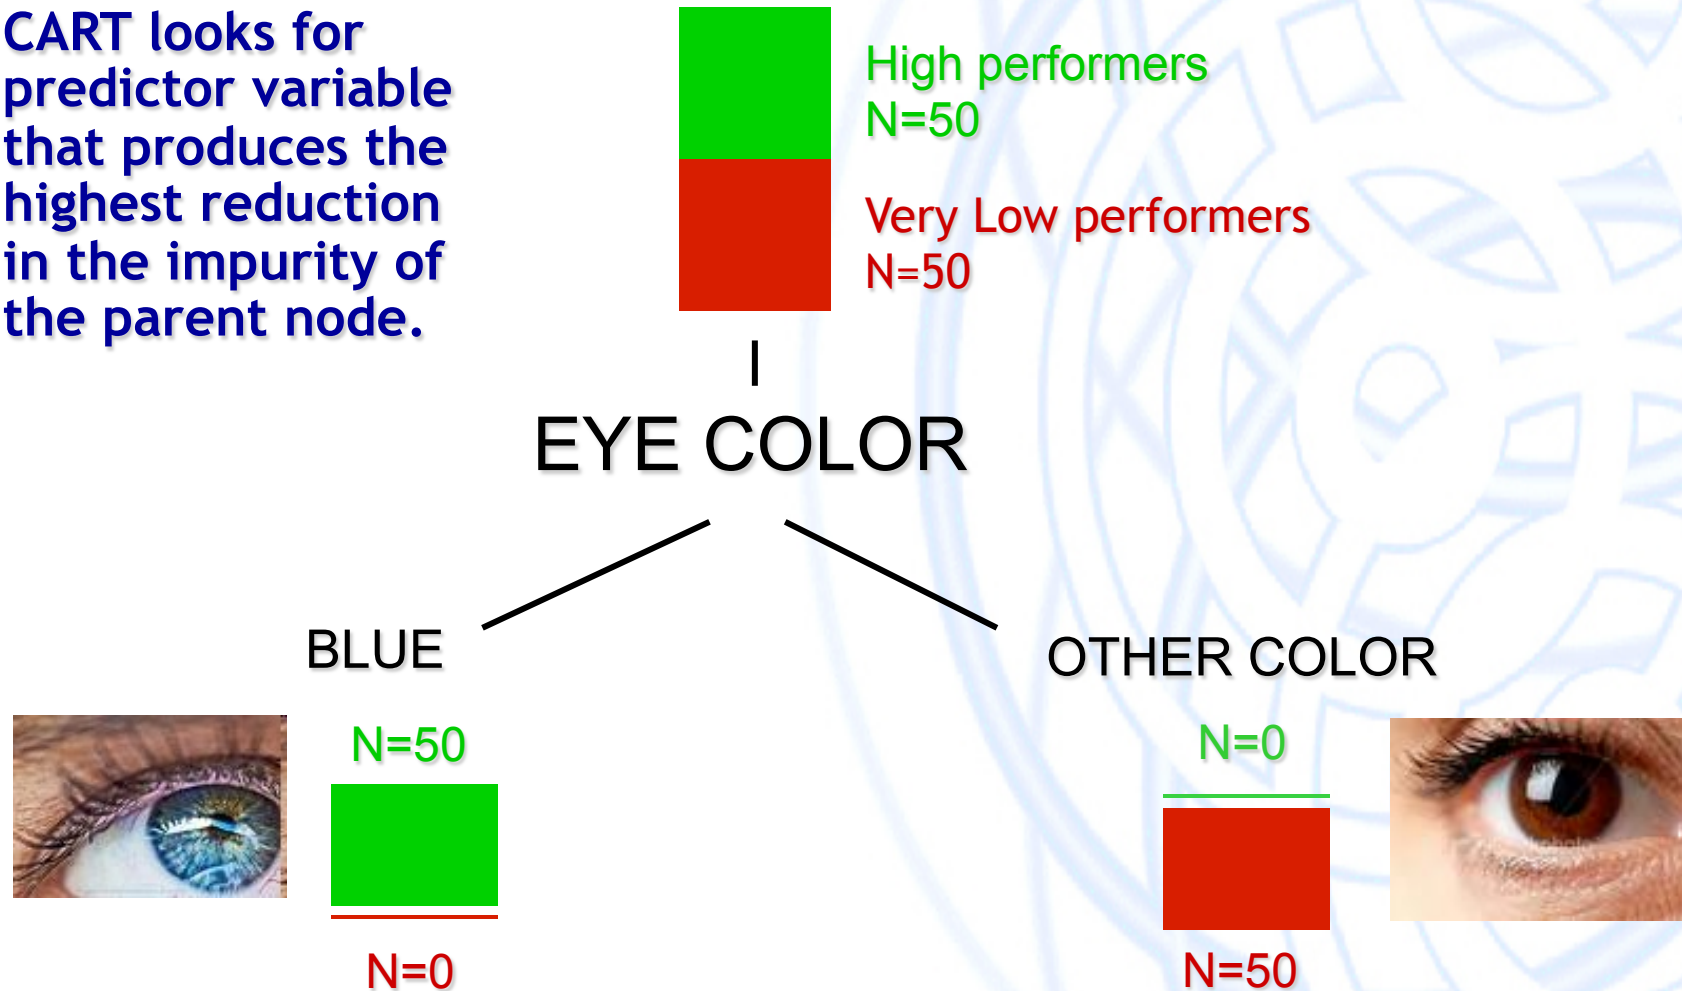 CART looks for
predictor variable
that produces the
highest reduction
in the impurity of
the parent node.
High performers
N=50
Very Low performers
N=50
EYE COLOR
BLUE
OTHER COLOR
N=50
N=0
N=0
N=50